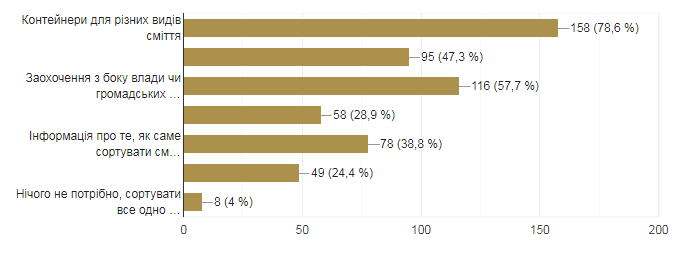 Контейнери для різних видів
сміття
158 (78,6 %)
95 (47,3 %)
Заохочення з боку влади чи
громадських …
116 (57,7 %)
58 (28,9 %)
Інформація про те, як саме
сортувати см…
78 (38,8 %)
49 (24,4 %)
Нічого не потрібно, сортувати
все одно …
8 (4 %)
0 50 100 150 200